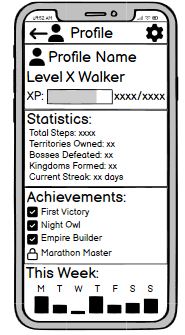 Profile
Profile Name
Level X Walker
XP: xxxx/xxxx
Statistics:
Total Steps: xxxx
Territories Owned: xx
Bosses Defeated: xx
Kingdoms Formed: xx
Current Streak: xx days
Achievements:
First Victory
Night Owl
Empire Builder
Marathon Master
This Week:
M T W T F S S